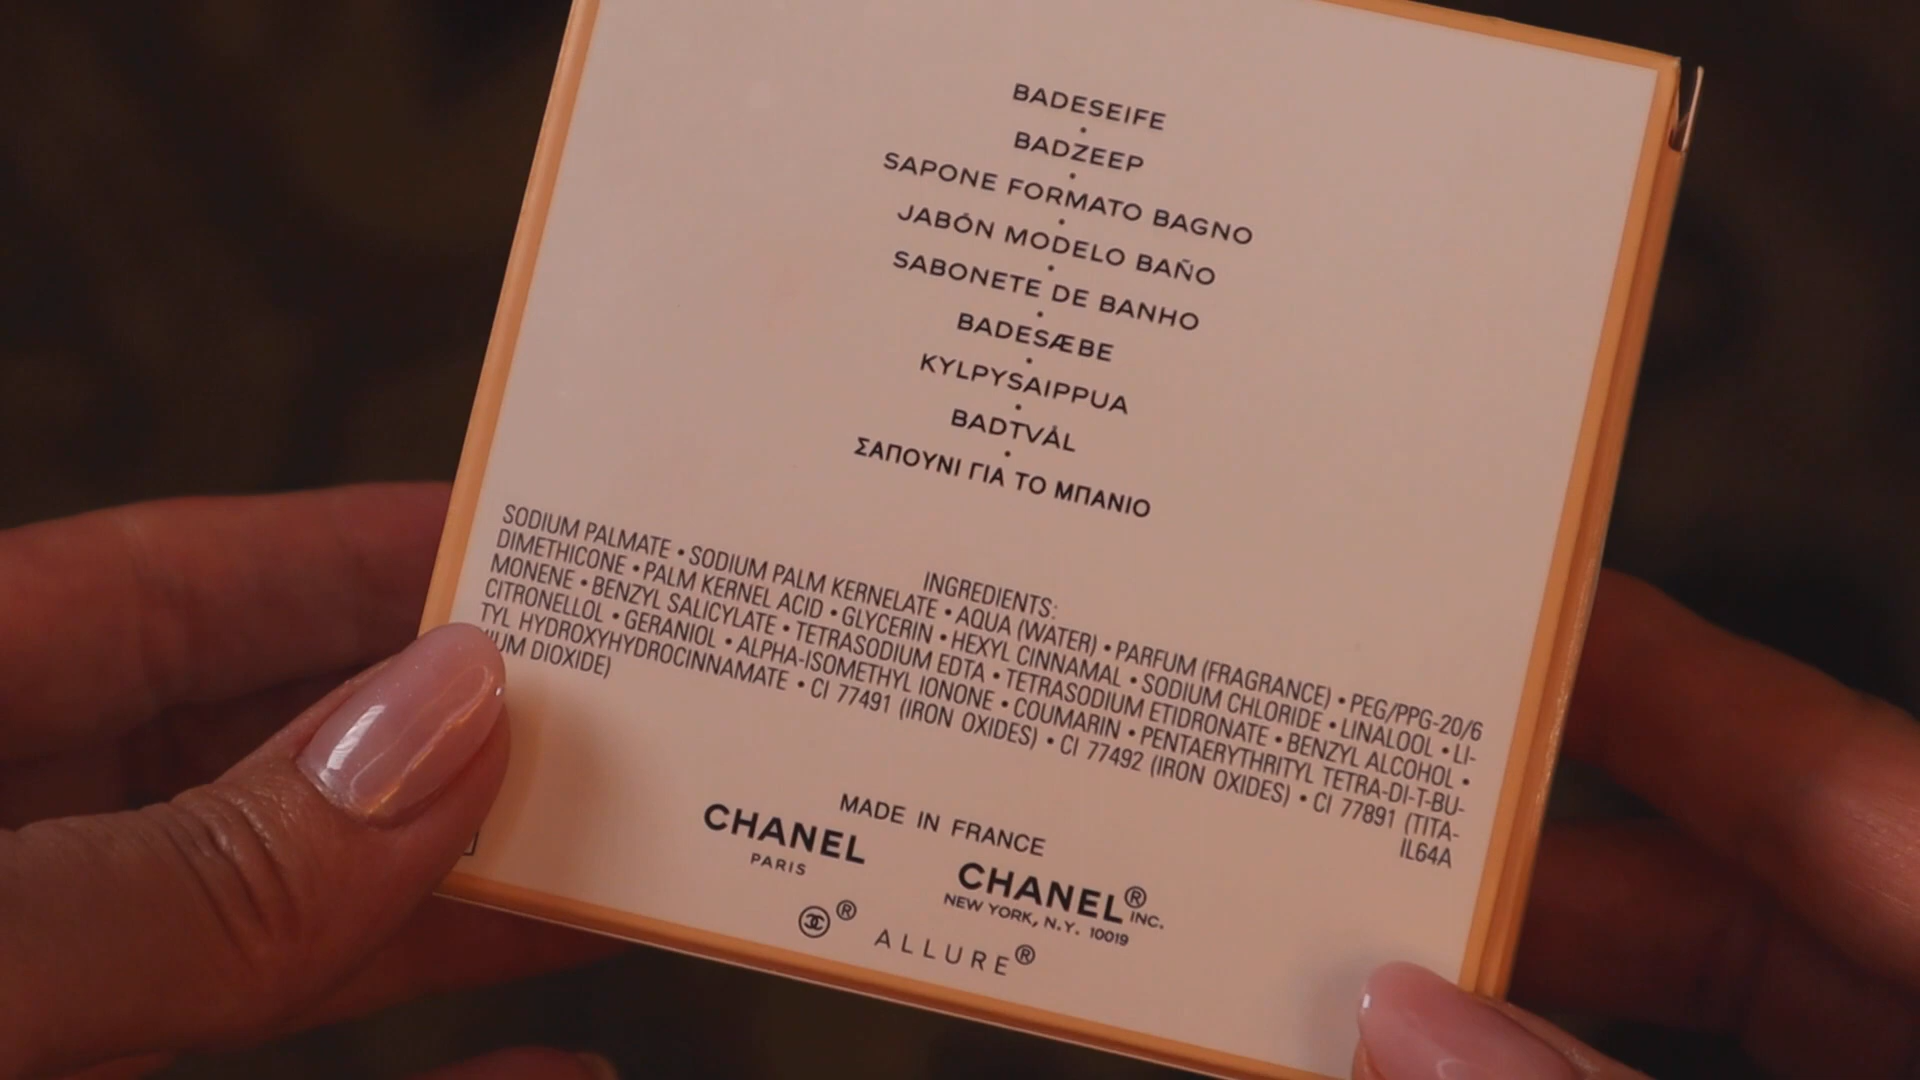 BADESEIFE
•
BADZEEP
•
SAPONE FORMATO BAGNO
•
JABÓN MODELO BAÑO
•
SABONETE DE BANHO
•
BADESÆBE
•
KYLPYSAIPPUA
•
BADTVÅL
•
ΣΑΠΟΥΝΙ ΓΙΑ ΤΟ ΜΠΑΝΙΟ
INGREDIENTS:
SODIUM PALMATE • SODIUM PALM KERNELATE • AQUA (WATER) • PARFUM (FRAGRANCE) • PEG/PPG-20/6
DIMETHICONE • PALM KERNEL ACID • GLYCERIN • HEXYL CINNAMAL • SODIUM CHLORIDE • LINALOOL • LI-
MONENE • BENZYL SALICYLATE • TETRASODIUM EDTA • TETRASODIUM ETIDRONATE • BENZYL ALCOHOL •
CITRONELLOL • GERANIOL • ALPHA-ISOMETHYL IONONE • COUMARIN • PENTAERYTHRITYL TETRA-DI-T-BU-
TYL HYDROXYHYDROCINNAMATE • CI 77491 (IRON OXIDES) • CI 77492 (IRON OXIDES) • CI 77891 (TITA-
IUM DIOXIDE)
IL64A
MADE IN FRANCE
CHANEL
PARIS
CHANEL® INC.
NEW YORK, N.Y. 10019
® ALLURE®